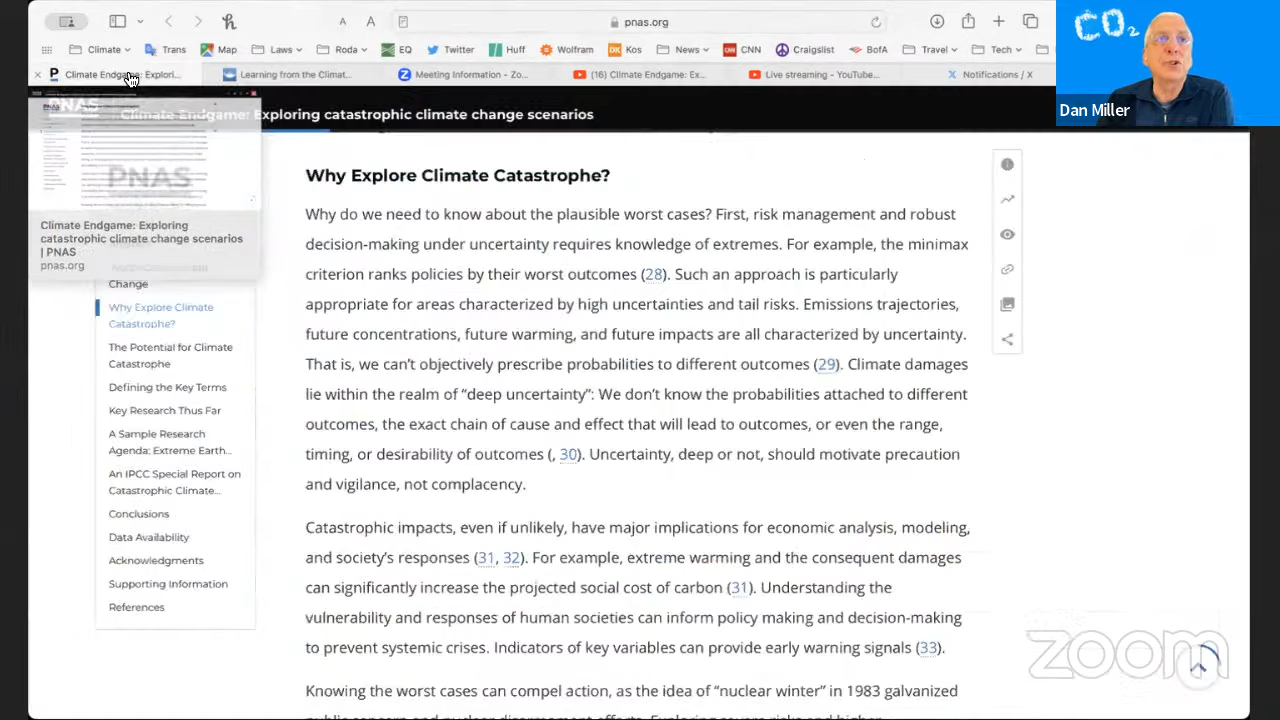 A A pnas.org
Climate Trans Map Laws Roda EQ Twitter Huff Wolfram Kos News CNN Craigslist BofA Travel Tech
Climate Endgame: Explori... Learning from the Climat... Meeting Information - Zo... (16) Climate Endgame: Ex... Live streaming - YouTube... Notifications / X
CO₂
Dan Miller
PNAS
Climate Endgame: Exploring catastrophic climate change scenarios
PNAS
Climate Endgame: Exploring
catastrophic climate change scenarios
| PNAS
pnas.org
Change
Why Explore Climate
Catastrophe?
The Potential for Climate
Catastrophe
Defining the Key Terms
Key Research Thus Far
A Sample Research
Agenda: Extreme Earth...
An IPCC Special Report on
Catastrophic Climate...
Conclusions
Data Availability
Acknowledgments
Supporting Information
References
Why Explore Climate Catastrophe?
Why do we need to know about the plausible worst cases? First, risk management and robust
decision-making under uncertainty requires knowledge of extremes. For example, the minimax
criterion ranks policies by their worst outcomes (28). Such an approach is particularly
appropriate for areas characterized by high uncertainties and tail risks. Emissions trajectories,
future concentrations, future warming, and future impacts are all characterized by uncertainty.
That is, we can't objectively prescribe probabilities to different outcomes (29). Climate damages
lie within the realm of “deep uncertainty”: We don't know the probabilities attached to different
outcomes, the exact chain of cause and effect that will lead to outcomes, or even the range,
timing, or desirability of outcomes (, 30). Uncertainty, deep or not, should motivate precaution
and vigilance, not complacency.
Catastrophic impacts, even if unlikely, have major implications for economic analysis, modeling,
and society's responses (31, 32). For example, extreme warming and the consequent damages
can significantly increase the projected social cost of carbon (31). Understanding the
vulnerability and responses of human societies can inform policy making and decision-making
to prevent systemic crises. Indicators of key variables can provide early warning signals (33).
Knowing the worst cases can compel action, as the idea of “nuclear winter” in 1983 galvanized
zoom